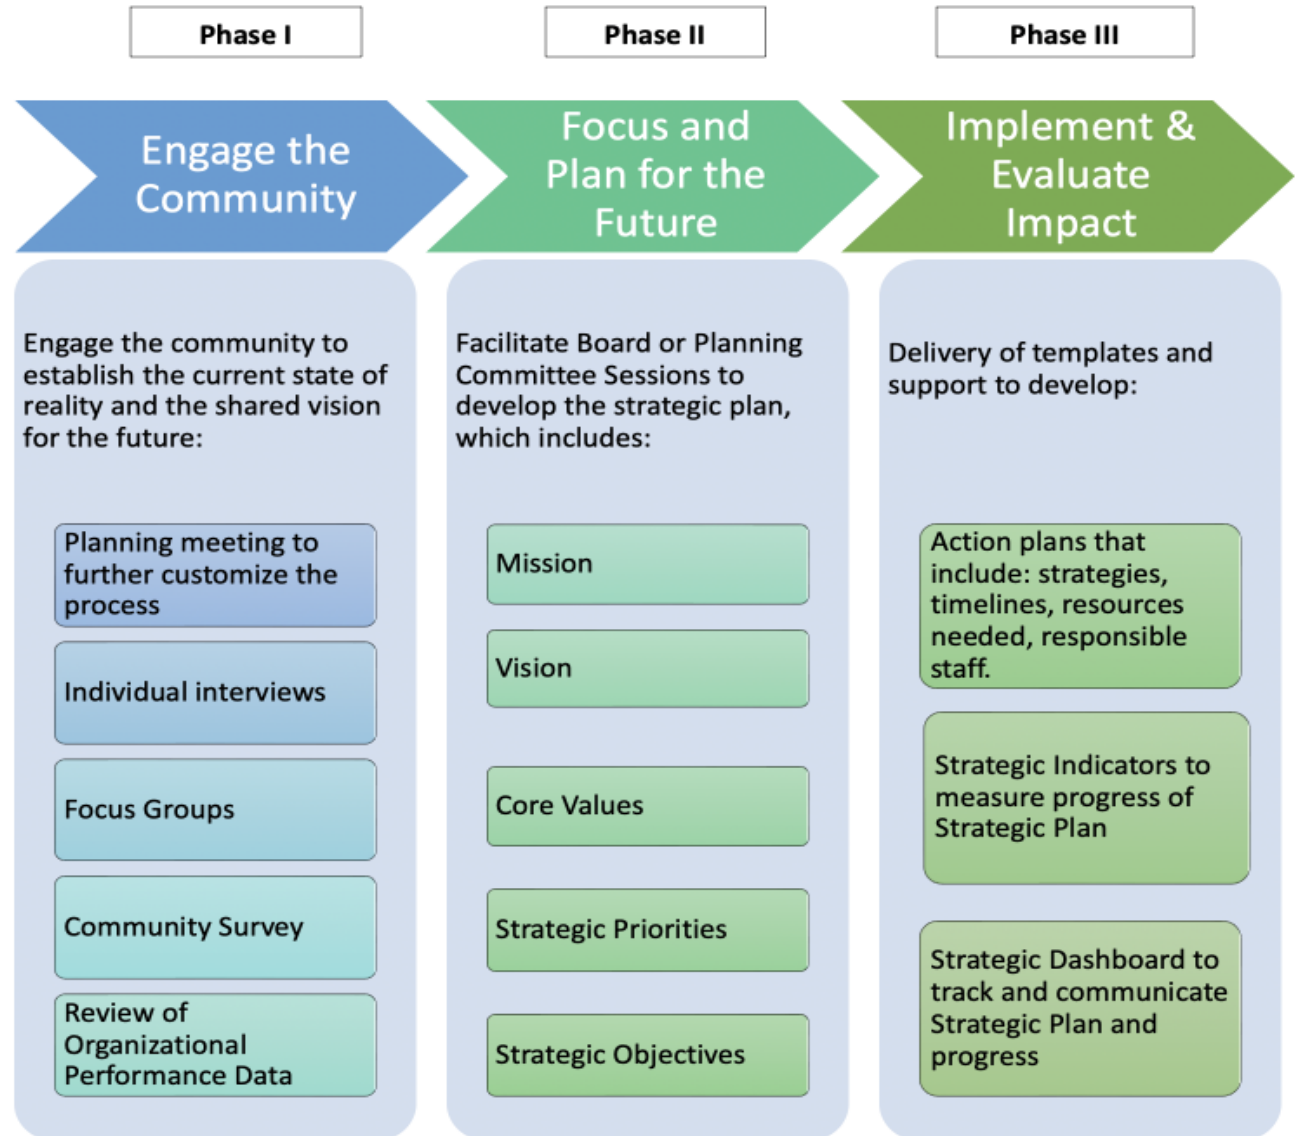 Phase I
Engage the
Community
Engage the community to
establish the current state of
reality and the shared vision
for the future:
Planning meeting to
further customize the
process
Individual interviews
Focus Groups
Community Survey
Review of
Organizational
Performance Data
Phase II
Focus and
Plan for the
Future
Facilitate Board or Planning
Committee Sessions to
develop the strategic plan,
which includes:
Mission
Vision
Core Values
Strategic Priorities
Strategic Objectives
Phase III
Implement &
Evaluate
Impact
Delivery of templates and
support to develop:
Action plans that
include: strategies,
timelines, resources
needed, responsible
staff.
Strategic Indicators to
measure progress of
Strategic Plan
Strategic Dashboard to
track and communicate
Strategic Plan and
progress